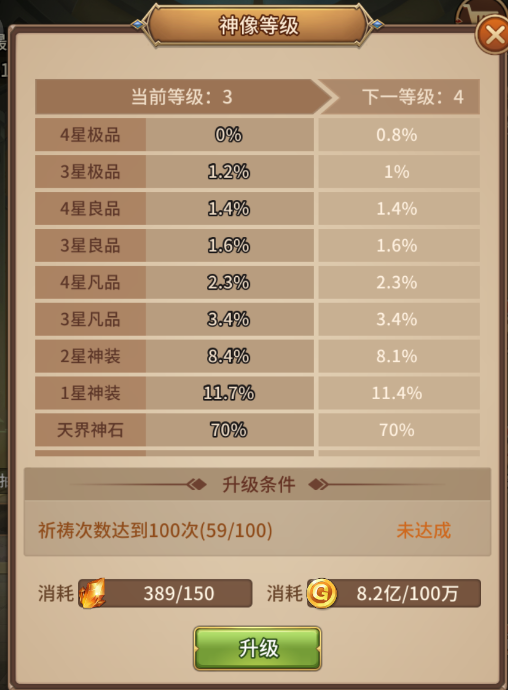 神像等级
当前等级：3 下一等级：4
4星极品 0% 0.8%
3星极品 1.2% 1%
4星良品 1.4% 1.4%
3星良品 1.6% 1.6%
4星凡品 2.3% 2.3%
3星凡品 3.4% 3.4%
2星神装 8.4% 8.1%
1星神装 11.7% 11.4%
天界神石 70% 70%
升级条件
祈祷次数达到100次(59/100) 未达成
消耗 389/150 消耗 G 8.2亿/100万
升级